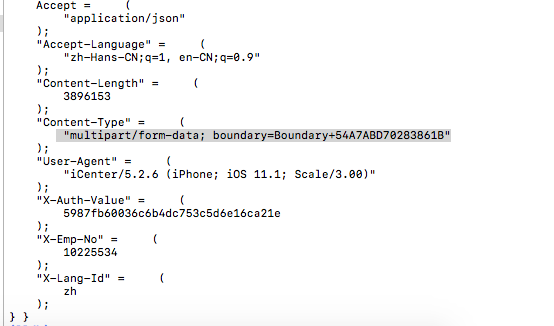 Accept =     (
"application/json"
);
"Accept-Language" =     (
"zh-Hans-CN;q=1, en-CN;q=0.9"
);
"Content-Length" =     (
3896153
);
"Content-Type" =     (
"multipart/form-data; boundary=Boundary+54A7ABD70283861B"
);
"User-Agent" =     (
"iCenter/5.2.6 (iPhone; iOS 11.1; Scale/3.00)"
);
"X-Auth-Value" =     (
5987fb60036c6b4dc753c5d6e16ca21e
);
"X-Emp-No" =     (
10225534
);
"X-Lang-Id" =     (
zh
);
} }